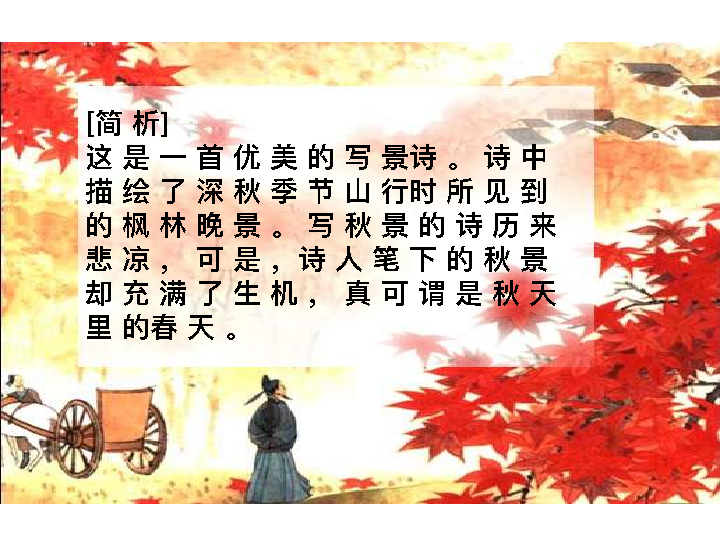 [简 析]
这 是 一 首 优 美 的 写 景诗 。 诗 中
描 绘 了 深 秋 季 节 山 行时 所 见 到
的 枫 林 晚 景 。 写 秋 景 的 诗 历 来
悲 凉 ， 可 是 ，诗 人 笔 下 的 秋 景
却 充 满 了 生 机 ， 真 可 谓 是 秋 天
里 的春 天 。